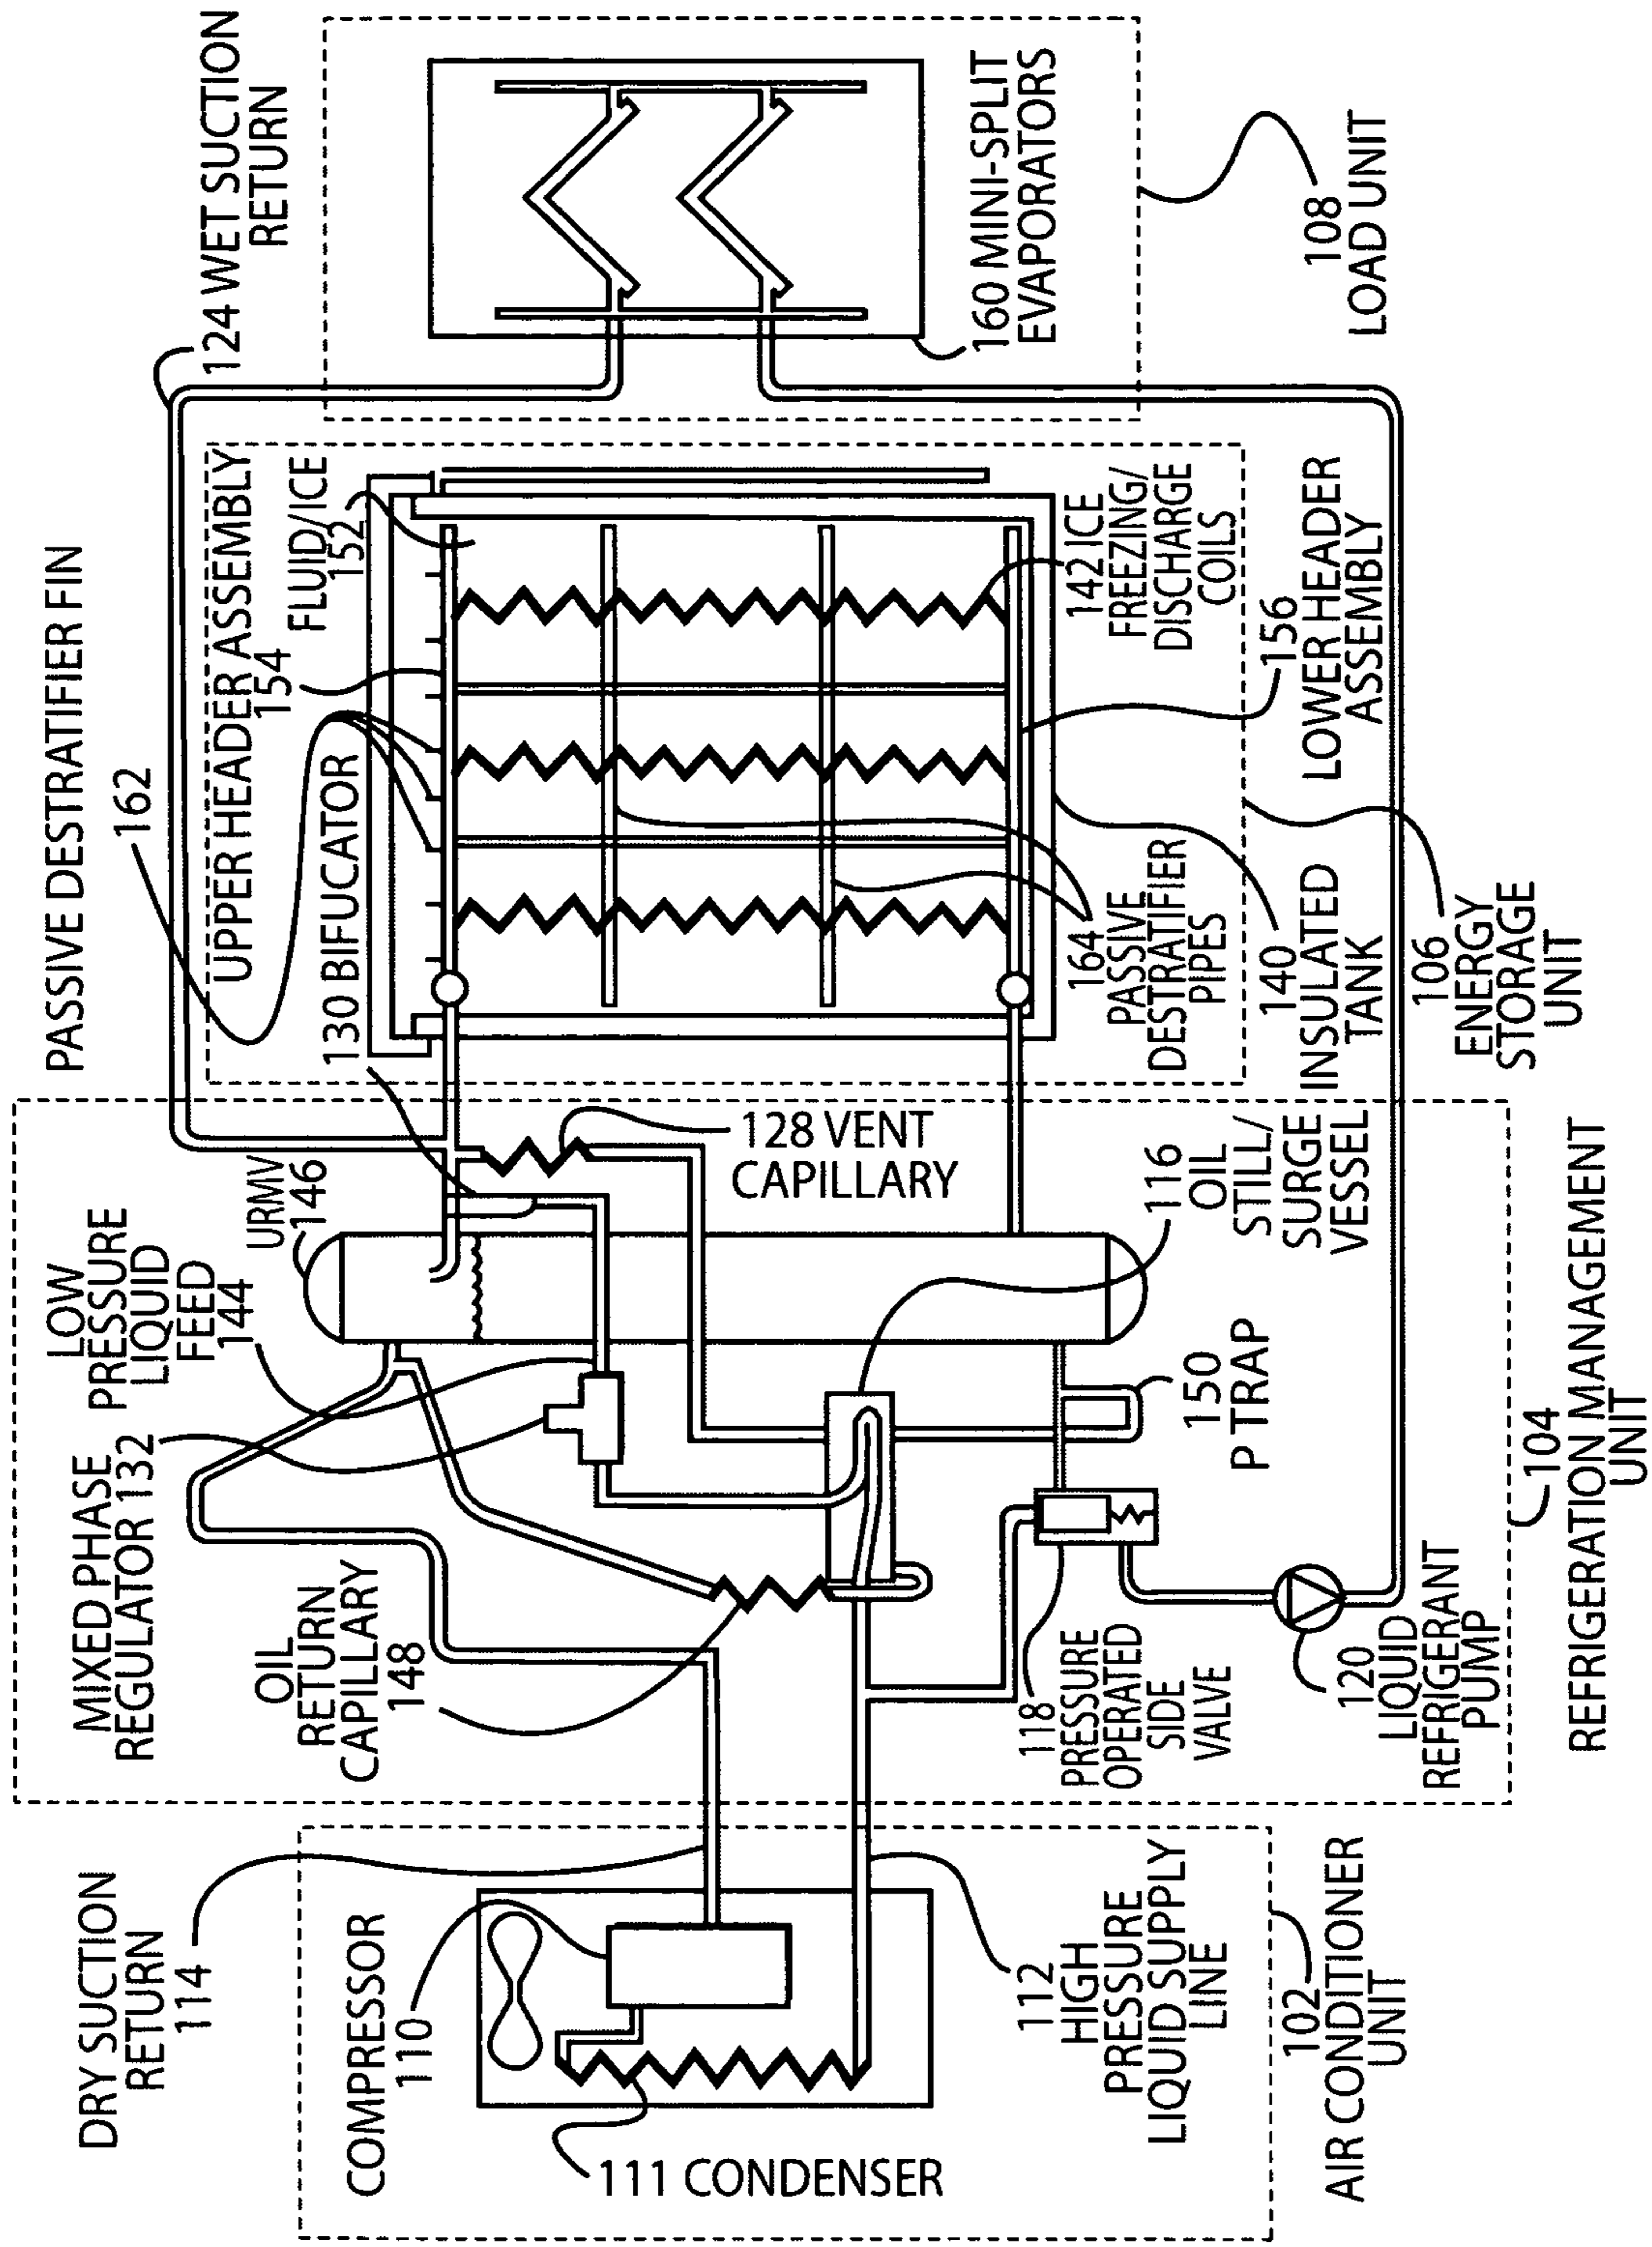 DRY SUCTION
RETURN
114
COMPRESSOR
110
111 CONDENSER
112
HIGH
PRESSURE
LIQUID SUPPLY
LINE
102
AIR CONDITIONER
UNIT
MIXED PHASE
REGULATOR 132
LOW
PRESSURE
LIQUID
FEED
144
OIL
RETURN
CAPILLARY
148
URMV
146
128 VENT
CAPILLARY
116
OIL
STILL/
SURGE
VESSEL
150
P TRAP
118
PRESSURE
OPERATED
SIDE
VALVE
120
LIQUID
REFRIGERANT
PUMP
104
REFRIGERATION MANAGEMENT
UNIT
PASSIVE DESTRATIFIER FIN
162
UPPER HEADER ASSEMBLY
154
130 BIFUCATOR
FLUID/ICE
152
142 ICE
FREEZING/
DISCHARGE
COILS
164
PASSIVE
DESTRATIFIER
PIPES
156
LOWER HEADER
ASSEMBLY
140
INSULATED
TANK
106
ENERGY
STORAGE
UNIT
124 WET SUCTION
RETURN
160 MINI-SPLIT
EVAPORATORS
108
LOAD UNIT